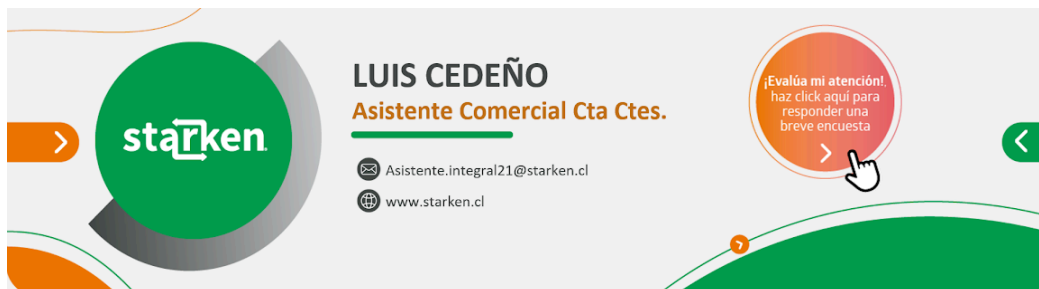 starken
LUIS CEDEÑO
Asistente Comercial Cta Ctes.
Asistente.integral21@starken.cl
www.starken.cl
¡Evalúa mi atención!,
haz click aquí para
responder una
breve encuesta